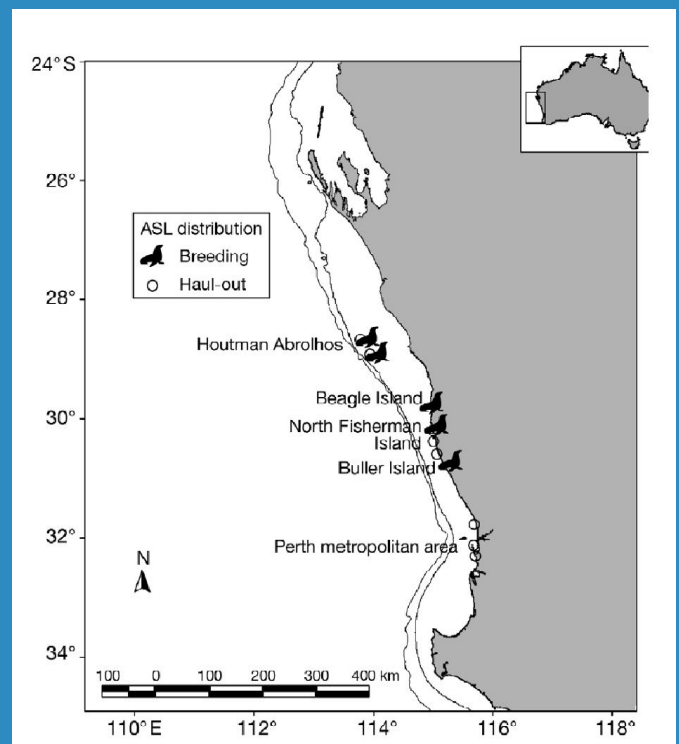 24°S
26°
28°
30°
32°
34°
ASL distribution
Breeding
Haul-out
Houtman Abrolhos
Beagle Island
North Fisherman
Island
Buller Island
Perth metropolitan area
N
100 0 100 200 300 400 km
110°E 112° 114° 116° 118°